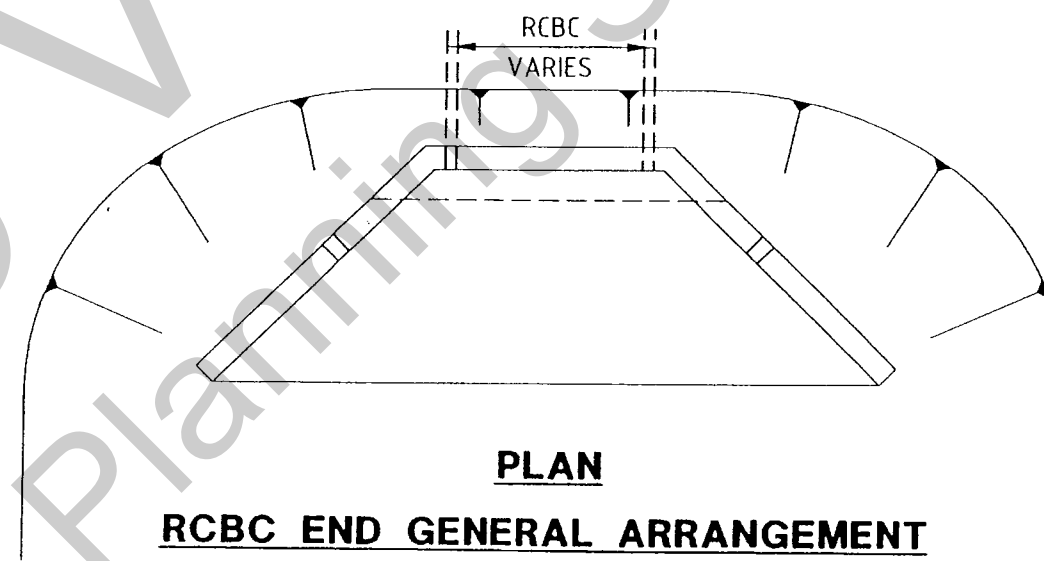 RCBC
VARIES
Planning
PLAN
RCBC END GENERAL ARRANGEMENT